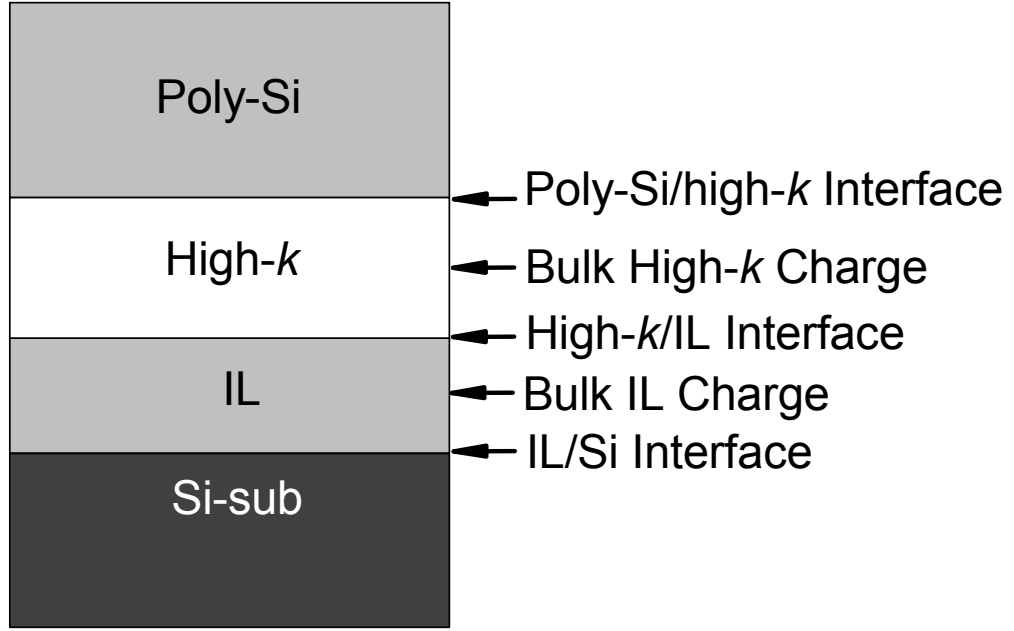 Poly-Si
Poly-Si/high-k Interface
High-k
Bulk High-k Charge
High-k/IL Interface
IL
Bulk IL Charge
IL/Si Interface
Si-sub